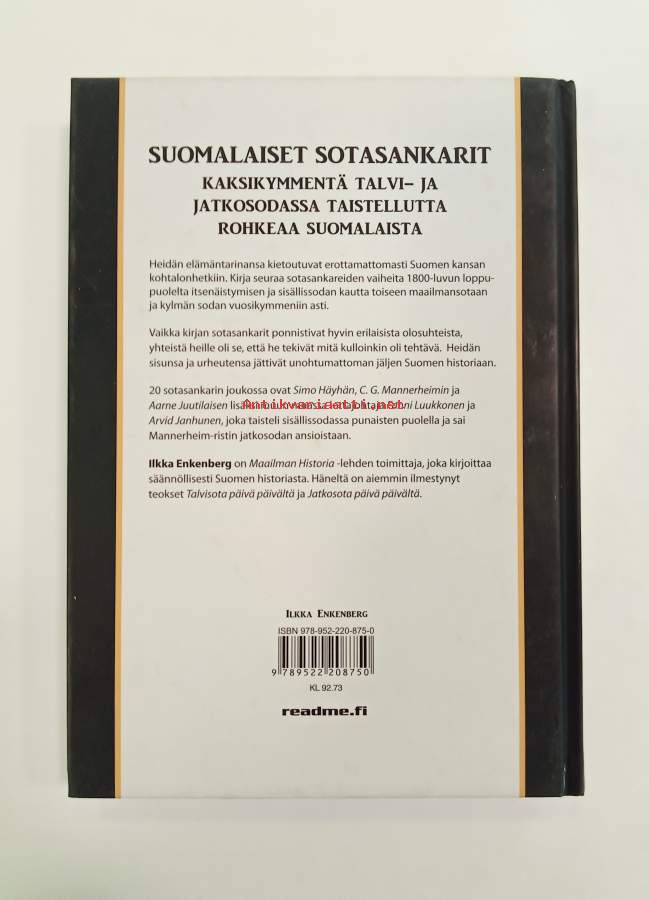 SUOMALAISET SOTASANKARIT
KAKSIKYMMENTÄ TALVI- JA
JATKOSODASSA TAISTELLUTTA
ROHKEAA SUOMALAISTA
Heidän elämäntarinansa kietoutuvat erottamattomasti Suomen kansan
kohtalonhetkiin. Kirja seuraa sotasankareiden vaiheita 1800-luvun loppu-
puolelta itsenäistymisen ja sisällissodan kautta toiseen maailmansotaan
ja kylmän sodan vuosikymmeniin asti.
Vaikka kirjan sotasankarit ponnistivat hyvin erilaisista olosuhteista,
yhteistä heille oli se, että he tekivät mitä kulloinkin oli tehtävä. Heidän
sisunsa ja urheutensa jättivät unohtumattoman jäljen Suomen historiaan.
20 sotasankarin joukossa ovat Simo Häyhän, C. G. Mannerheimin ja
Aarne Juutilaisen Luukkonen ja
Antikvariaatti.net
Arvid Janhunen, joka taisteli sisällissodassa punaisten puolella ja sai
Mannerheim-ristin jatkosodan ansioistaan.
Ilkka Enkenberg on Maailman Historia -lehden toimittaja, joka kirjoittaa
säännöllisesti Suomen historiasta. Häneltä on aiemmin ilmestynyt
teokset Talvisota päivä päivältä ja Jatkosota päivä päivältä.
ILKKA ENKENBERG
ISBN 978-952-220-875-0
9 789522 208750
KL 92.73
readme.fi